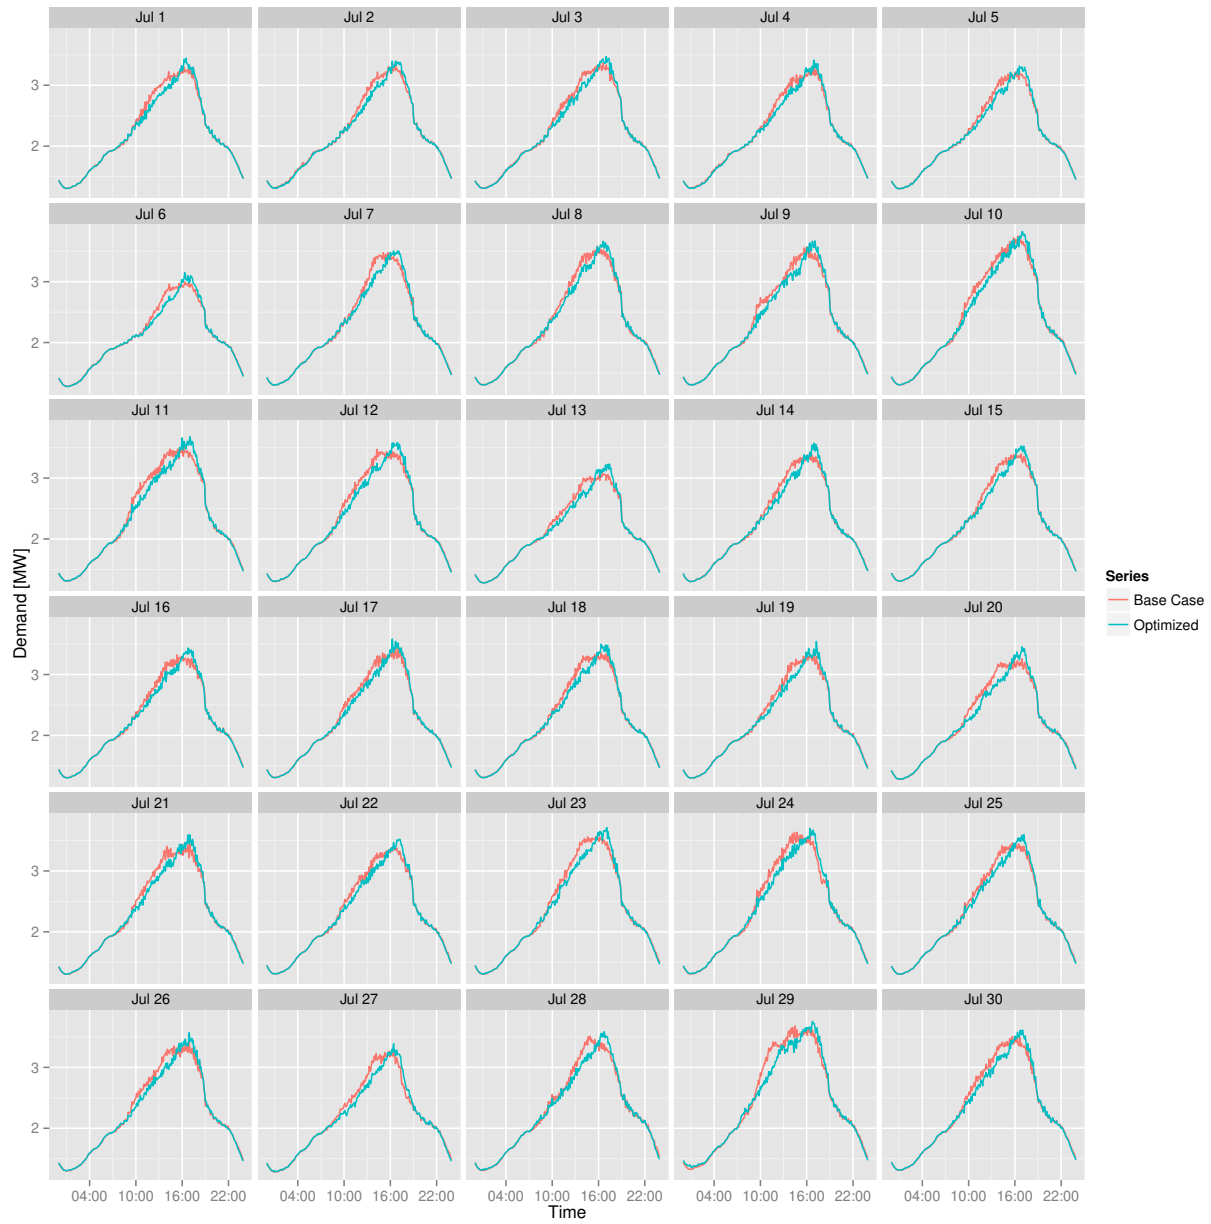 Jul 1 Jul 2 Jul 3 Jul 4 Jul 5
3
2
Jul 6 Jul 7 Jul 8 Jul 9 Jul 10
3
2
Jul 11 Jul 12 Jul 13 Jul 14 Jul 15
3
2
Demand [MW]
Series
Base Case
Optimized
Jul 16 Jul 17 Jul 18 Jul 19 Jul 20
3
2
Jul 21 Jul 22 Jul 23 Jul 24 Jul 25
3
2
Jul 26 Jul 27 Jul 28 Jul 29 Jul 30
3
2
04:00 10:00 16:00 22:00 04:00 10:00 16:00 22:00 04:00 10:00 16:00 22:00 04:00 10:00 16:00 22:00 04:00 10:00 16:00 22:00
Time